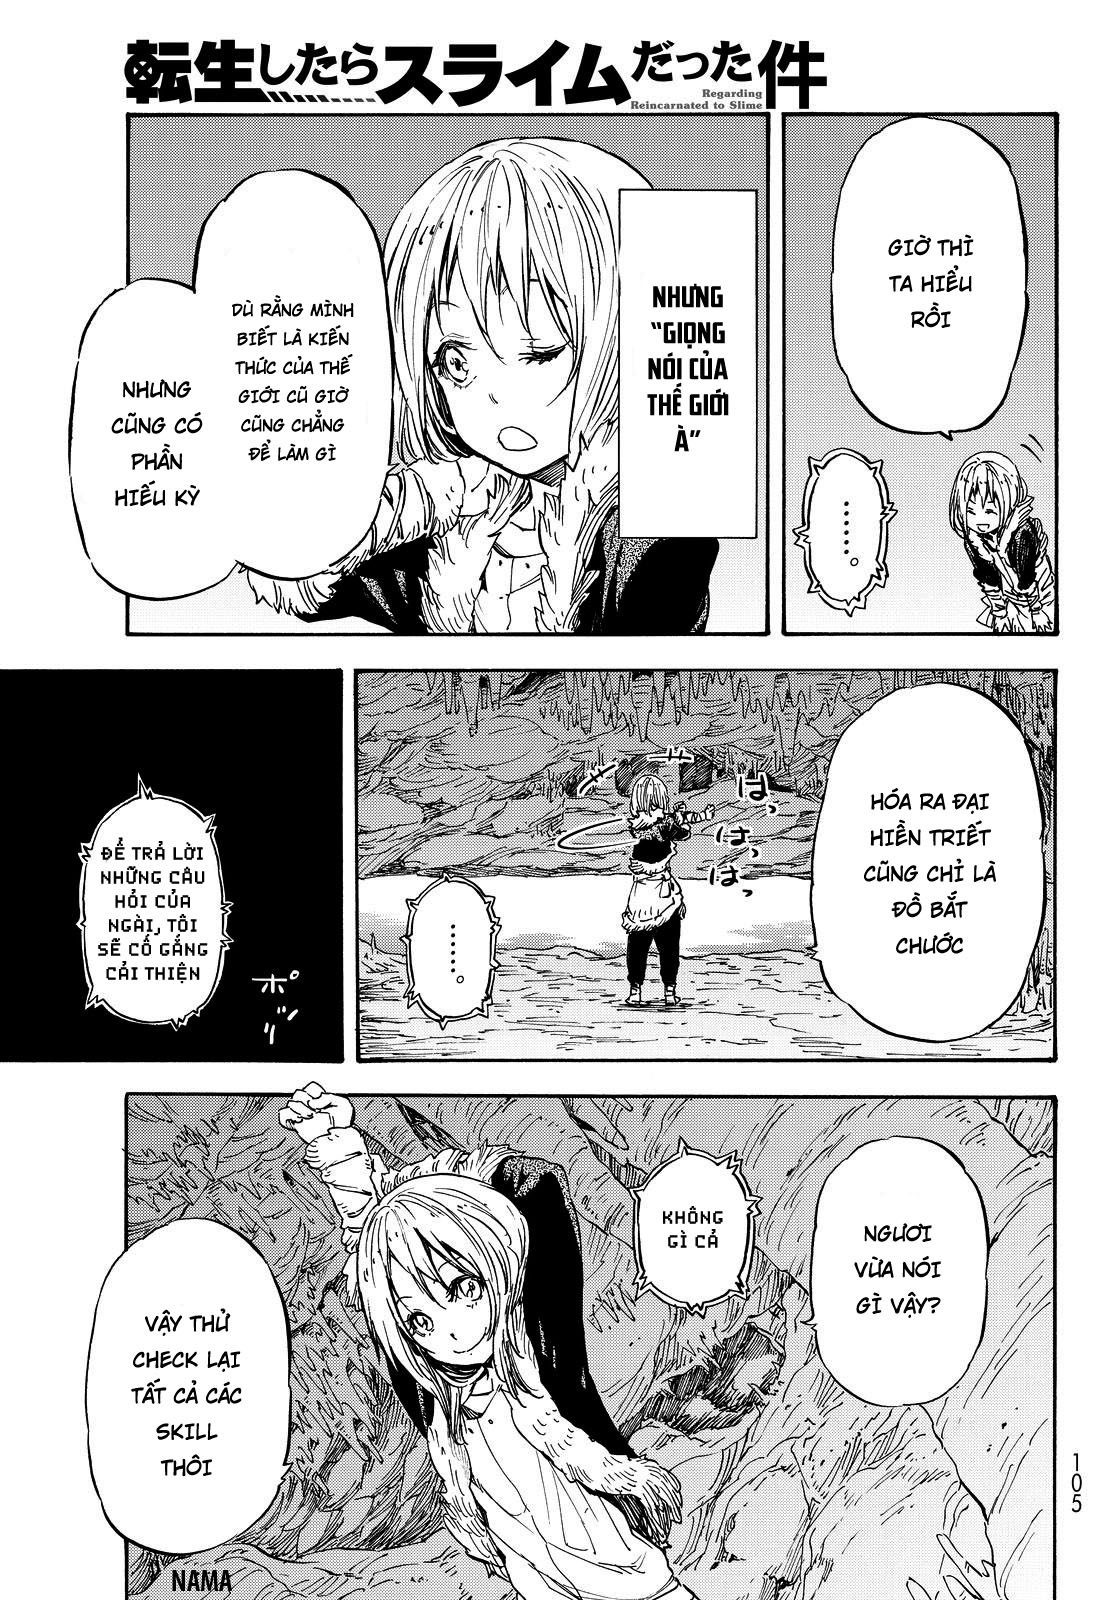 転生したらスライムだった件
Regarding
Reincarnated to Slime
GIỜ THÌ
TA HIỂU
RỒI
.......
NHƯNG
“GIỌNG
NÓI CỦA
THẾ GIỚI
À”
DÙ RẰNG MÌNH
BIẾT LÀ KIẾN
THỨC CỦA THẾ
GIỚI CŨ GIỜ
CŨNG CHẲNG
ĐỂ LÀM GÌ
NHƯNG
CŨNG CÓ
PHẦN
HIẾU KỲ
HÓA RA ĐẠI
HIỀN TRIẾT
CŨNG CHỈ LÀ
ĐỒ BẮT
CHƯỚC
はっ
はっ
はっ
.......
ĐỂ TRẢ LỜI
NHỮNG CÂU
HỎI CỦA
NGÀI, TÔI
SẼ CỐ GẮNG
CẢI THIỆN
ポソリ
NGƯƠI
VỪA NÓI
GÌ VẬY?
KHÔNG
GÌ CẢ
VẬY THỬ
CHECK LẠI
TẤT CẢ CÁC
SKILL
THÔI
105
NAMA